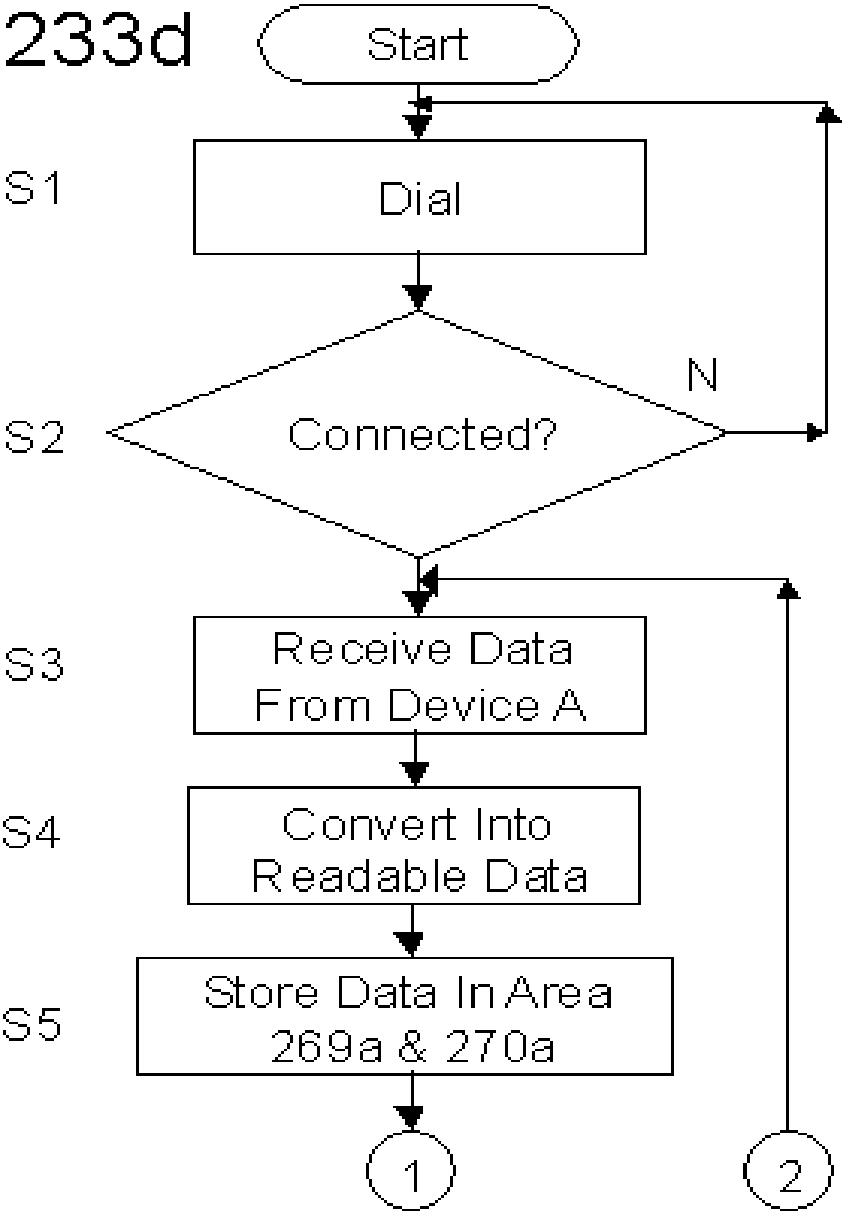 233d
Start
S1
Dial
N
S2
Connected?
S3
Receive Data
From Device A
S4
Convert Into
Readable Data
S5
Store Data In Area
269a & 270a
1
2